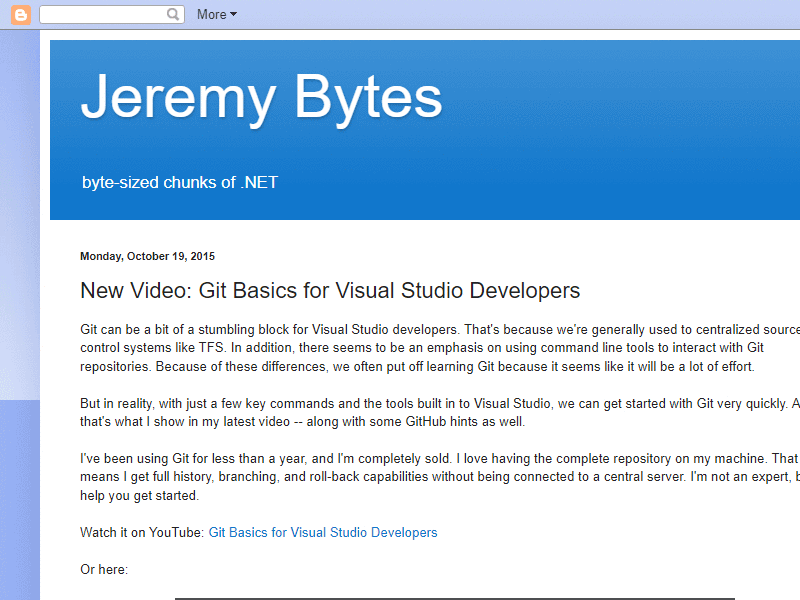 More
Jeremy Bytes
byte-sized chunks of .NET
Monday, October 19, 2015
New Video: Git Basics for Visual Studio Developers
Git can be a bit of a stumbling block for Visual Studio developers. That's because we're generally used to centralized source
control systems like TFS. In addition, there seems to be an emphasis on using command line tools to interact with Git
repositories. Because of these differences, we often put off learning Git because it seems like it will be a lot of effort.
But in reality, with just a few key commands and the tools built in to Visual Studio, we can get started with Git very quickly.
that's what I show in my latest video -- along with some GitHub hints as well.
I've been using Git for less than a year, and I'm completely sold. I love having the complete repository on my machine. That
means I get full history, branching, and roll-back capabilities without being connected to a central server. I'm not an expert,
help you get started.
Watch it on YouTube: Git Basics for Visual Studio Developers
Or here: